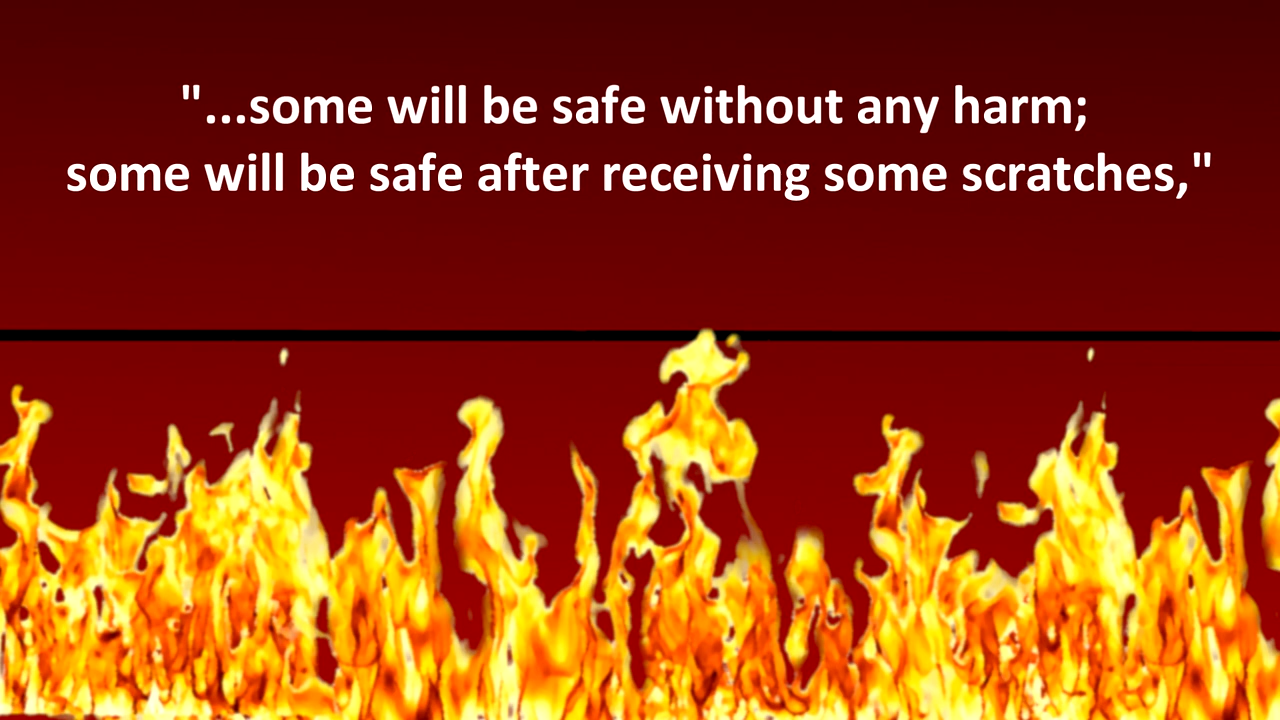 "...some will be safe without any harm;
some will be safe after receiving some scratches,"